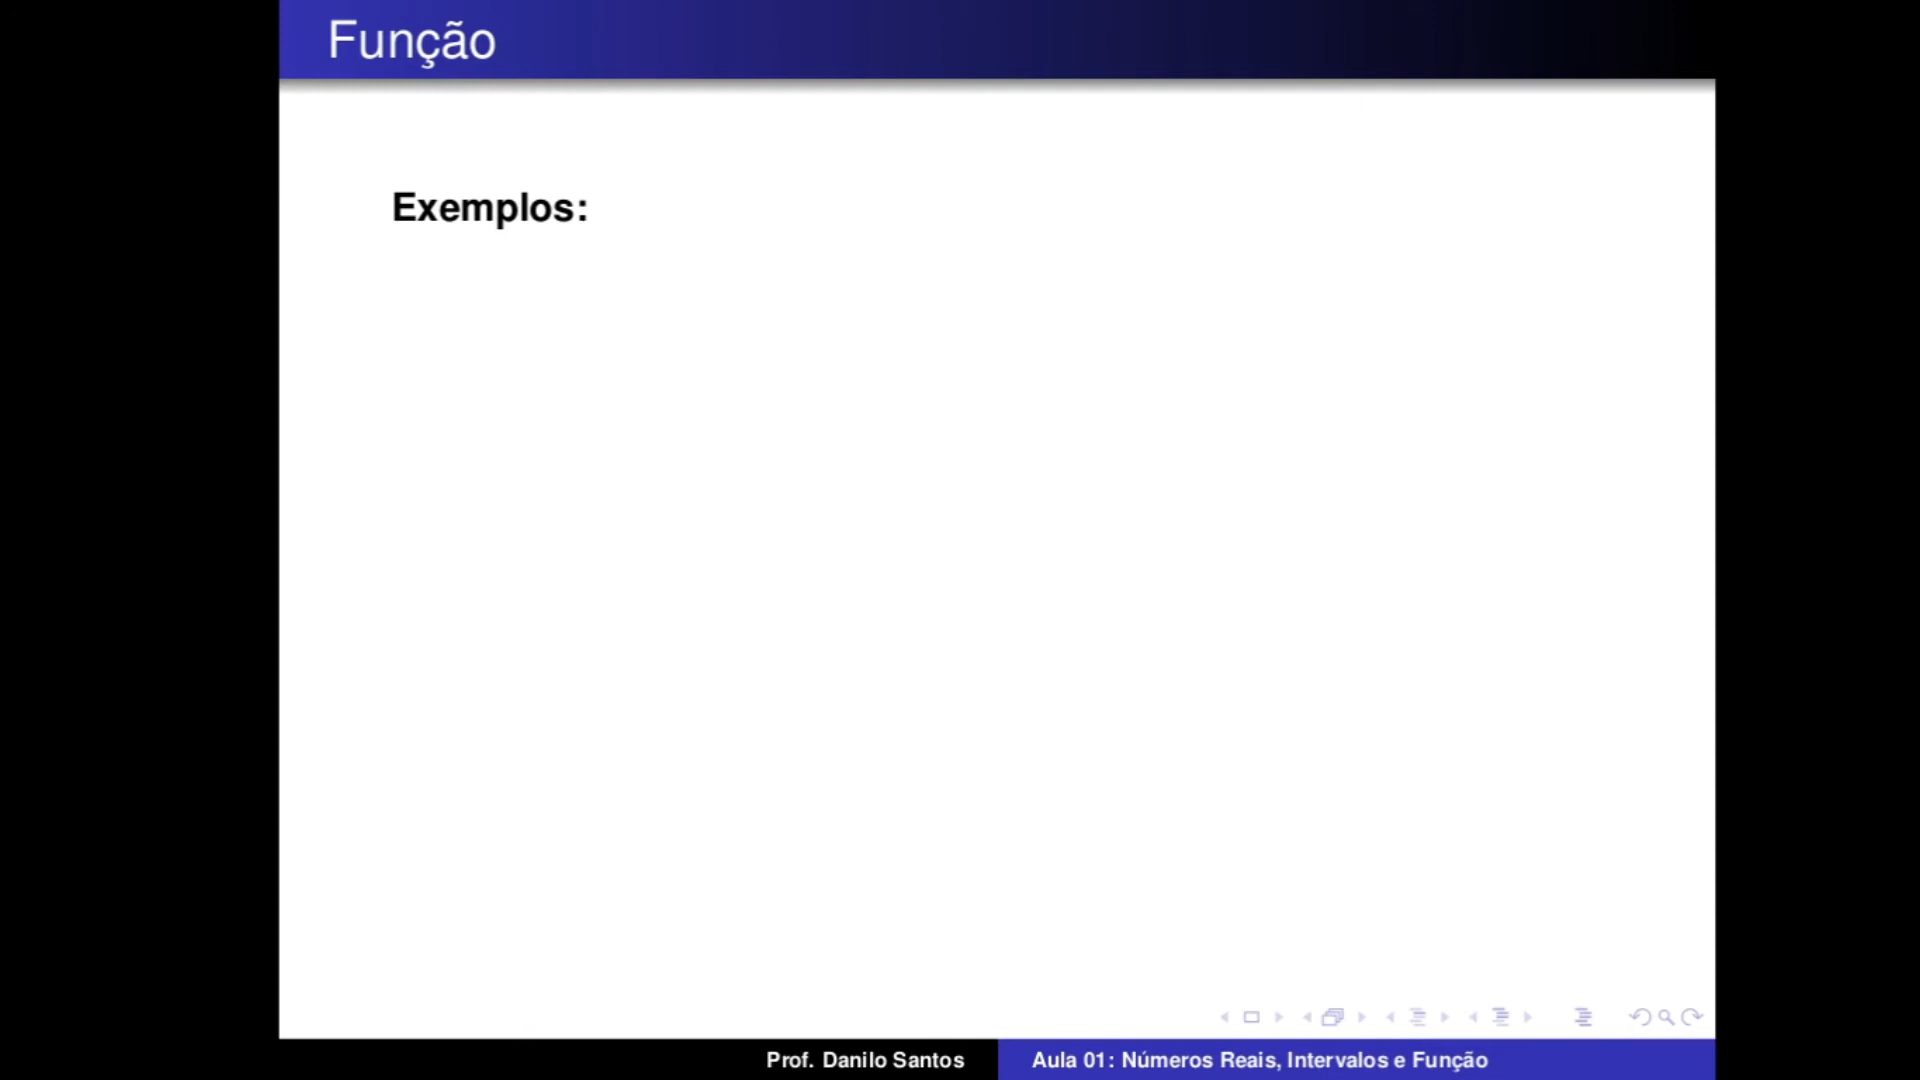 Função
Exemplos:
Prof. Danilo Santos
Aula 01: Números Reais, Intervalos e Função